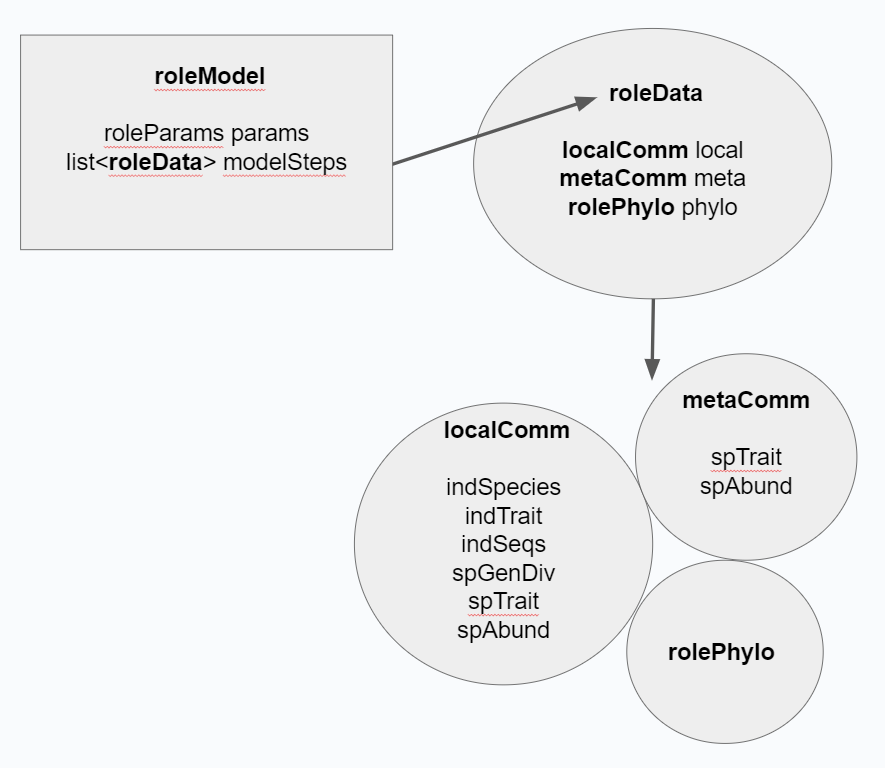 roleModel
roleParams params
list<roleData> modelSteps
roleData
localComm local
metaComm meta
rolePhylo phylo
localComm
indSpecies
indTrait
indSeqs
spGenDiv
spTrait
spAbund
metaComm
spTrait
spAbund
rolePhylo